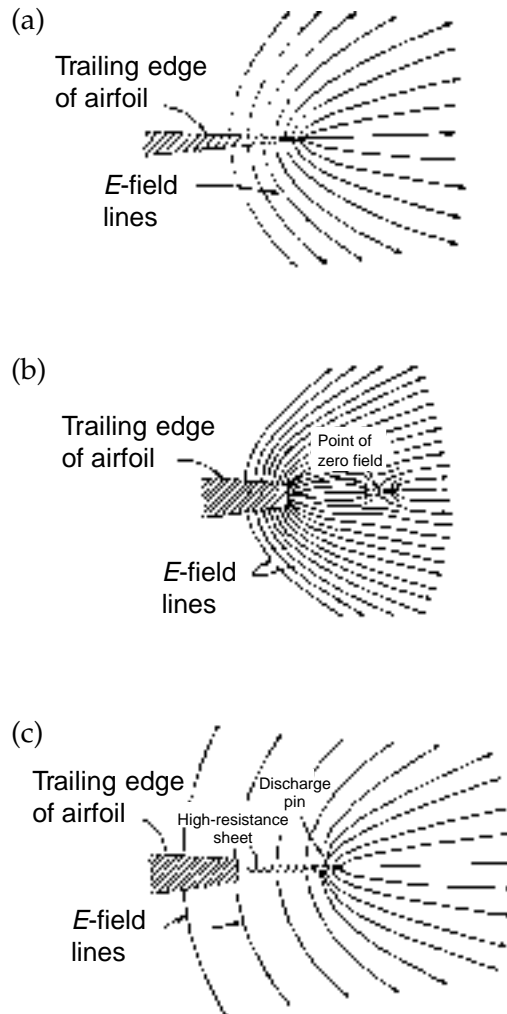 (a)
Trailing edge
of airfoil
E-field
lines
(b)
Trailing edge
of airfoil
Point of
zero field
E-field
lines
(c)
Trailing edge
of airfoil
Discharge
pin
High-resistance
sheet
E-field
lines